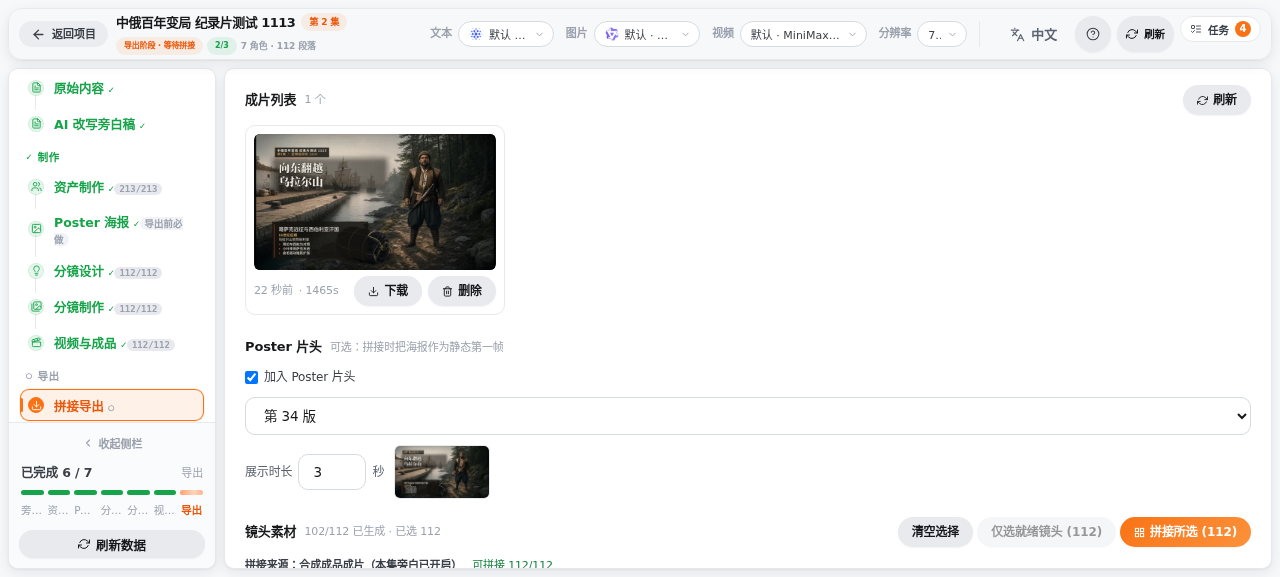 返回项目
中俄百年变局 纪录片测试 1113 第 2 集
导出阶段 · 等待拼接 2/3 7 角色 · 112 段落
文本 默认 ... 图片 默认 · ... 视频 默认 · MiniMax... 分辨率 7..
中文
刷新
任务 4
原始内容 ✓
AI 改写旁白稿 ✓
✓ 制作
资产制作 ✓ 213/213
Poster 海报 ✓ 导出前必做
分镜设计 ✓ 112/112
分镜制作 ✓ 112/112
视频与成品 ✓ 112/112
○ 导出
拼接导出 ○
收起侧栏
已完成 6 / 7 导出
旁... 资... P... 分... 分... 视... 导出
刷新数据
成片列表 1 个
刷新
向东翻越
乌拉尔山
22 秒前 · 1465s
下载
删除
Poster 片头 可选：拼接时把海报作为静态第一帧
加入 Poster 片头
第 34 版
展示时长 3 秒
镜头素材 102/112 已生成 · 已选 112
清空选择
仅选就绪镜头 (112)
拼接所选 (112)
拼接来源：合成成品成片（本集旁白已开启） 可拼接 112/112